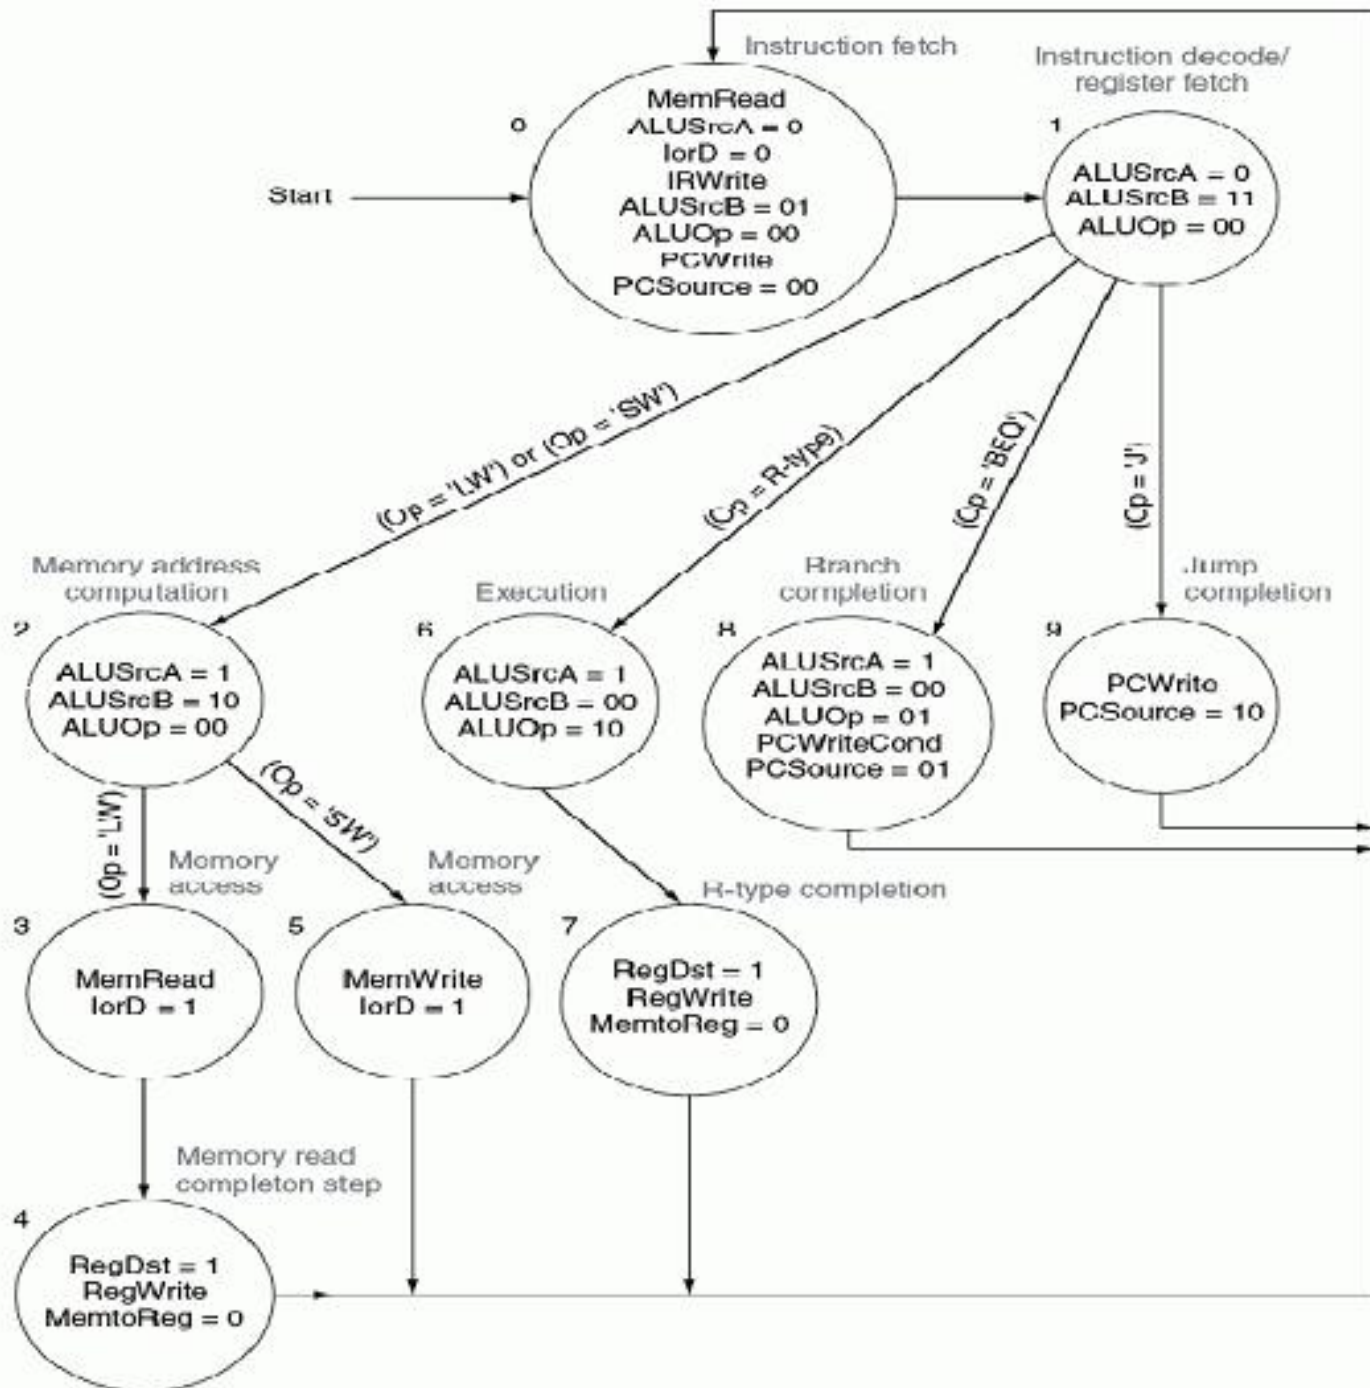 Instruction fetch
Instruction decode/
register fetch
0
MemRead
ALUSrcA = 0
IorD = 0
IRWrite
ALUSrcB = 01
ALUOp = 00
PCWrite
PCSource = 00
1
ALUSrcA = 0
ALUSrcB = 11
ALUOp = 00
Start
(Op = 'LW') or (Op = 'SW')
(Op = R-type)
(Op = 'BEQ')
(Op = 'J')
Memory address
computation
Execution
Branch
completion
Jump
completion
2
ALUSrcA = 1
ALUSrcB = 10
ALUOp = 00
6
ALUSrcA = 1
ALUSrcB = 00
ALUOp = 10
8
ALUSrcA = 1
ALUSrcB = 00
ALUOp = 01
PCWriteCond
PCSource = 01
9
PCWrite
PCSource = 10
(Op = 'LW')
(Op = 'SW')
Memory
access
Memory
access
R-type completion
3
MemRead
IorD = 1
5
MemWrite
IorD = 1
7
RegDst = 1
RegWrite
MemtoReg = 0
Memory read
completon step
4
RegDst = 1
RegWrite
MemtoReg = 0